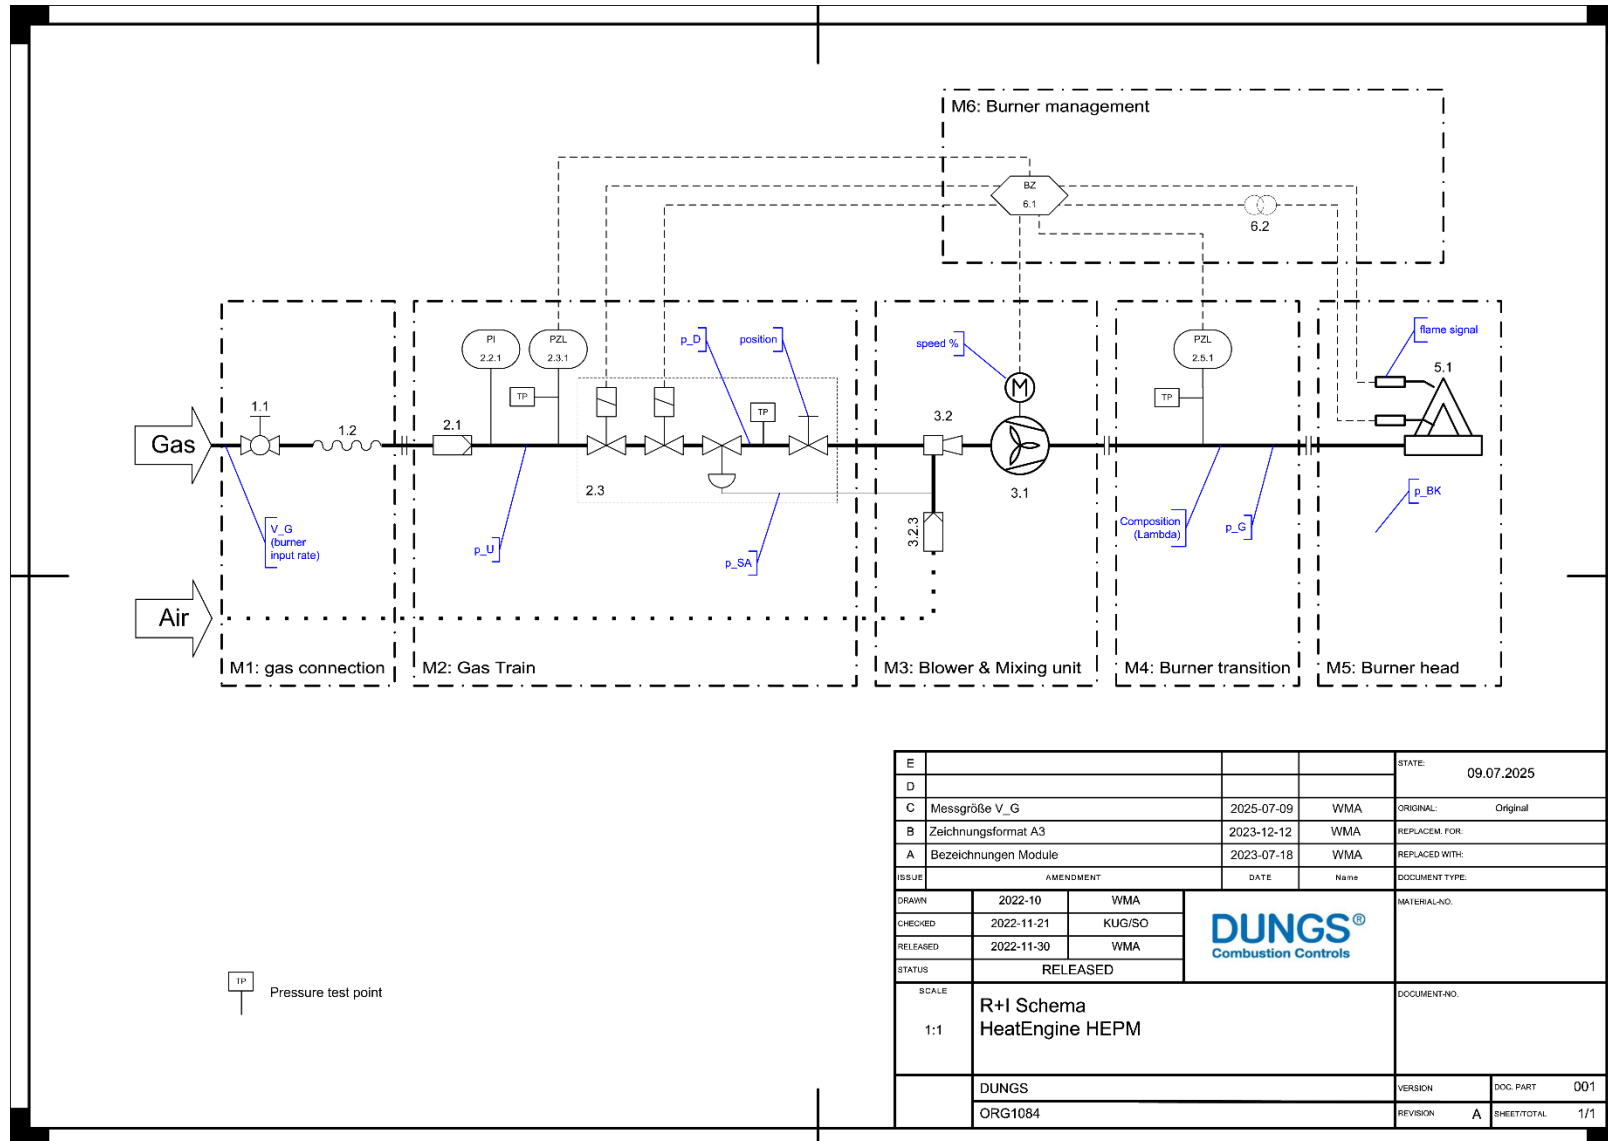 M6: Burner management
BZ
6.1
6.2
PI
2.2.1
PZL
2.3.1
TP
p_D
position
TP
speed %
M
PZL
2.5.1
TP
flame signal
5.1
Gas
1.1
1.2
2.1
2.3
3.2
3.1
3.2.3
V_G
(burner
input rate)
p_U
p_SA
Composition
(Lambda)
p_G
p_BK
Air
M1: gas connection
M2: Gas Train
M3: Blower & Mixing unit
M4: Burner transition
M5: Burner head
TP
Pressure test point
E
D
C Messgröße V_G 2025-07-09 WMA
B Zeichnungsformat A3 2023-12-12 WMA
A Bezeichnungen Module 2023-07-18 WMA
ISSUE AMENDMENT DATE Name
STATE: 09.07.2025
ORIGINAL: Original
REPLACEM. FOR:
REPLACED WITH:
DOCUMENT TYPE:
DRAWN 2022-10 WMA
CHECKED 2022-11-21 KUG/SO
RELEASED 2022-11-30 WMA
STATUS RELEASED
DUNGS®
Combustion Controls
MATERIAL-NO.
SCALE
1:1
R+I Schema
HeatEngine HEPM
DOCUMENT-NO.
DUNGS
ORG1084
VERSION
DOC. PART 001
REVISION A
SHEET/TOTAL 1/1